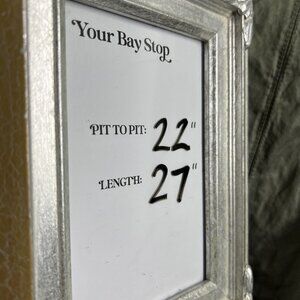 Your Bay Stop
PIT TO PIT: 22"
LENGTH: 27"